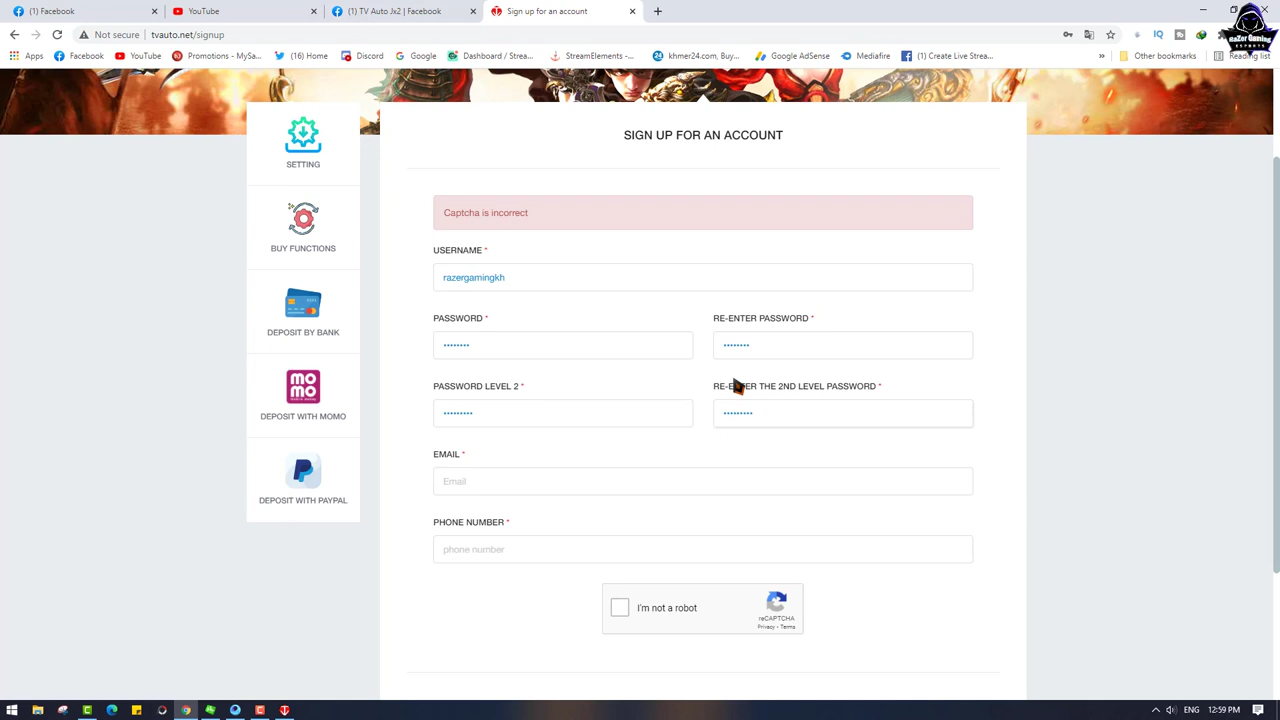 (1) Facebook
YouTube
(1) TV Auto Jx2 | Facebook
Sign up for an account
Not secure | tvauto.net/signup
Apps
Facebook
YouTube
Promotions - MySa...
(16) Home
Discord
Google
Dashboard / Strea...
StreamElements -...
khmer24.com, Buy...
Google AdSense
Mediafire
(1) Create Live Strea...
»
Other bookmarks
Reading list
RaZer Gaming
ESPORTS
SETTING
BUY FUNCTIONS
DEPOSIT BY BANK
momo
DEPOSIT WITH MOMO
DEPOSIT WITH PAYPAL
SIGN UP FOR AN ACCOUNT
Captcha is incorrect
USERNAME *
razergamingkh
PASSWORD *
RE-ENTER PASSWORD *
••••••••
••••••••
PASSWORD LEVEL 2 *
RE-ENTER THE 2ND LEVEL PASSWORD *
•••••••••
•••••••••
EMAIL *
Email
PHONE NUMBER *
phone number
I'm not a robot
reCAPTCHA
Privacy • Terms
ENG
12:59 PM